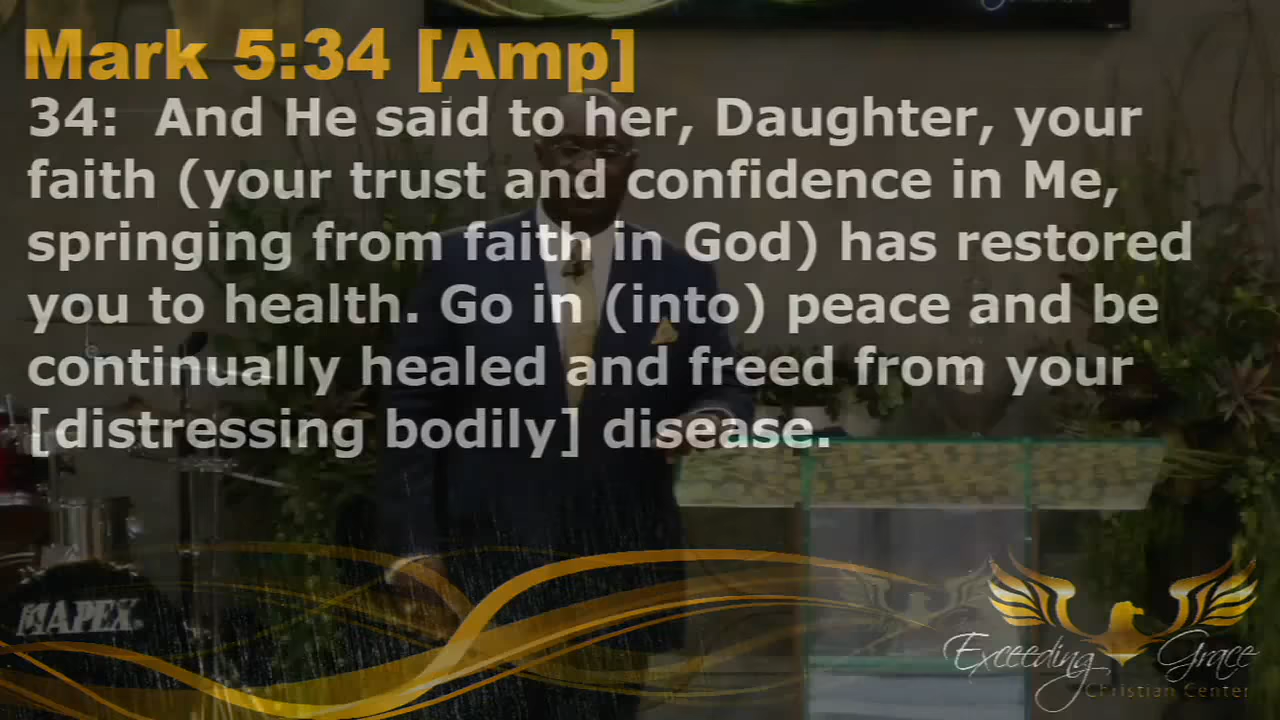 Mark 5:34 [Amp]
34: And He said to her, Daughter, your
faith (your trust and confidence in Me,
springing from faith in God) has restored
you to health. Go in (into) peace and be
continually healed and freed from your
[distressing bodily] disease.
MAPEX
Exceeding Grace
Christian Center